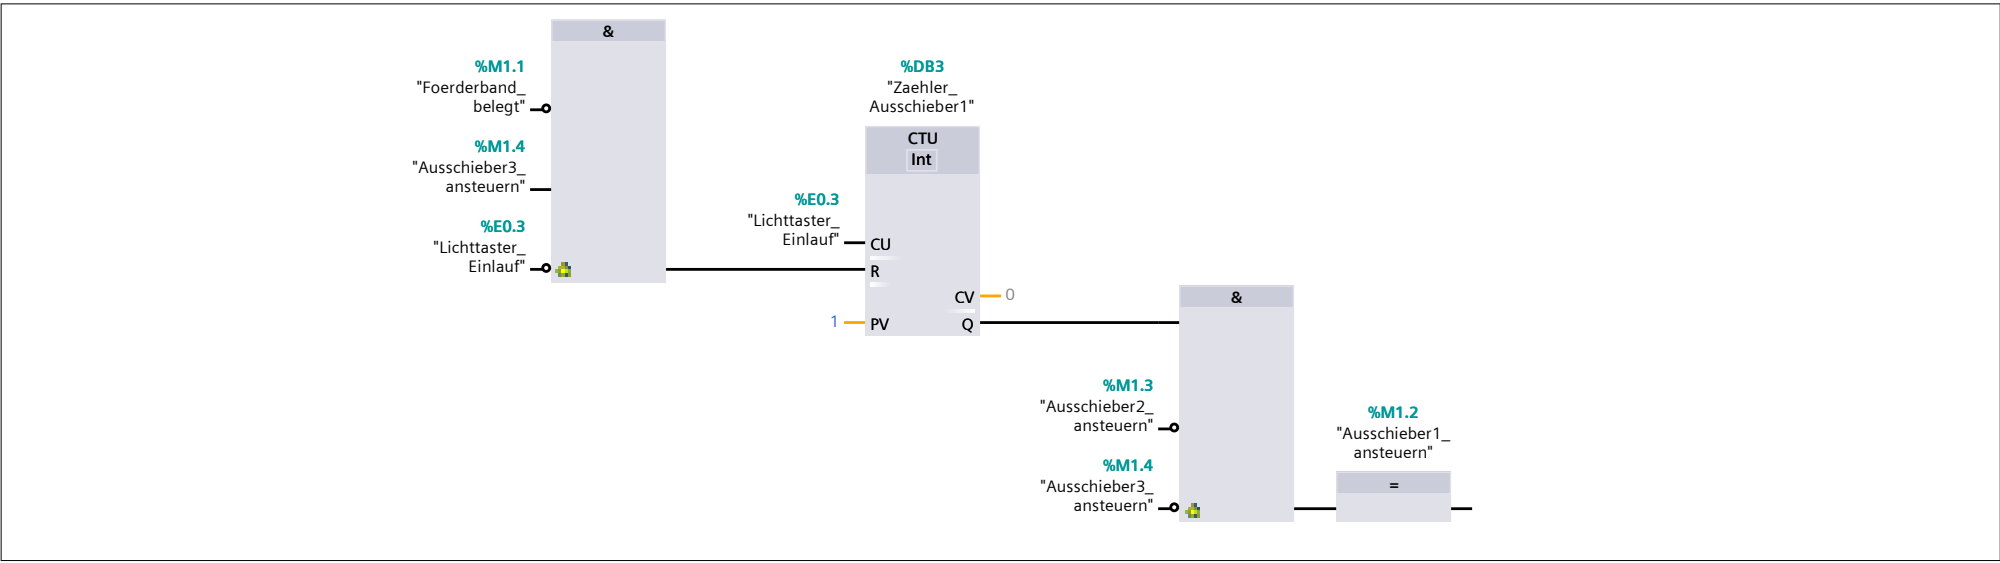 &
%M1.1
"Foerderband_
belegt"
%M1.4
"Ausschieber3_
ansteuern"
%E0.3
"Lichttaster_
Einlauf"
%DB3
"Zaehler_
Ausschieber1"
CTU
Int
%E0.3
"Lichttaster_
Einlauf"
CU
R
CV 0
1 PV Q
&
%M1.3
"Ausschieber2_
ansteuern"
%M1.4
"Ausschieber3_
ansteuern"
%M1.2
"Ausschieber1_
ansteuern"
=